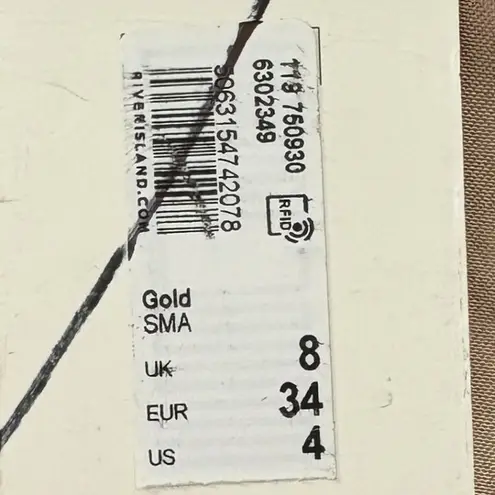 118 750930
6302349
5063154742078
RIVERISLAND.COM
RFID
Gold
SMA
UK 8
EUR 34
US 4